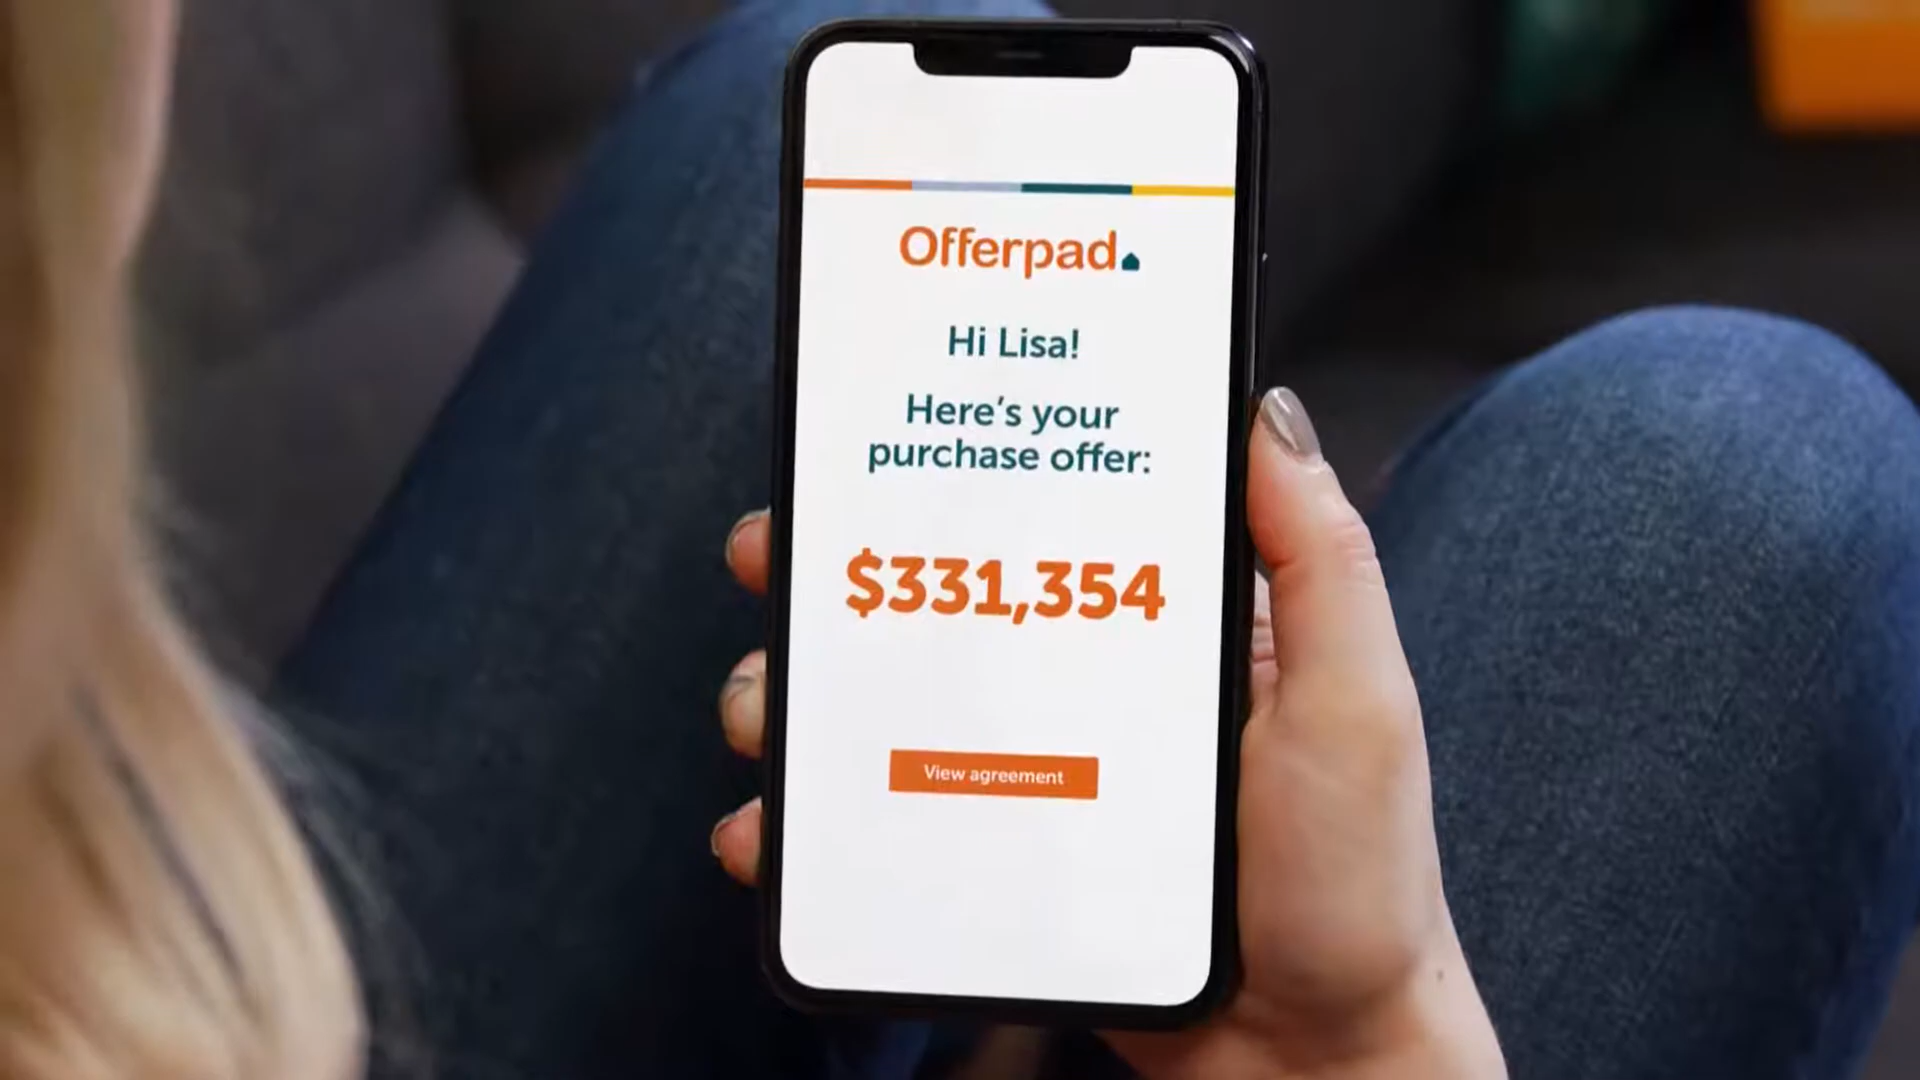 Offerpad
Hi Lisa!
Here's your
purchase offer:
$331,354
View agreement